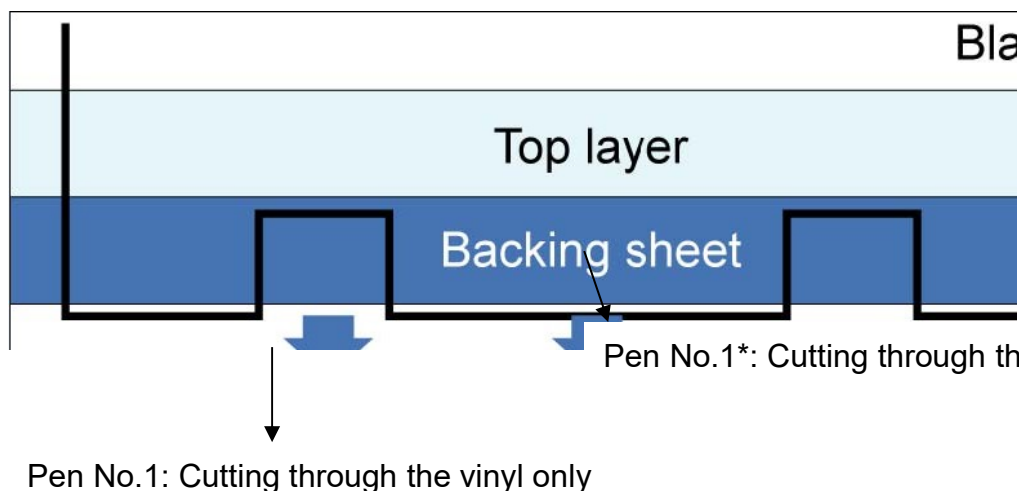 Bla
Top layer
Backing sheet
Pen No.1*: Cutting through th
Pen No.1: Cutting through the vinyl only